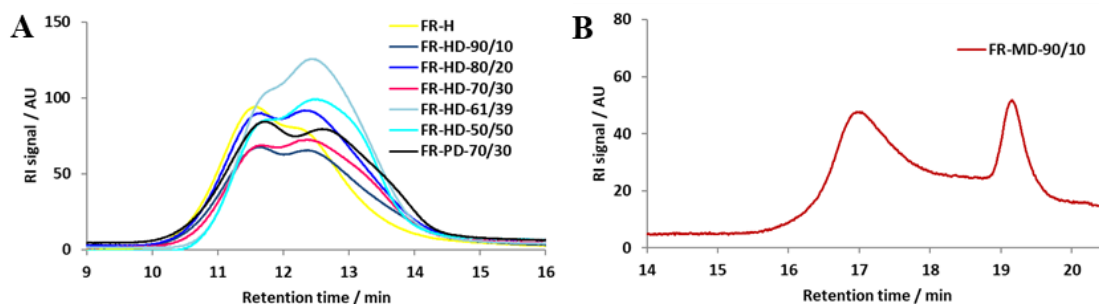 A
RI signal / AU
150
100
50
0
9 10 11 12 13 14 15 16
Retention time / min
FR-H
FR-HD-90/10
FR-HD-80/20
FR-HD-70/30
FR-HD-61/39
FR-HD-50/50
FR-PD-70/30
B
RI signal / AU
80
60
40
20
0
14 15 16 17 18 19 20
Retention time / min
FR-MD-90/10